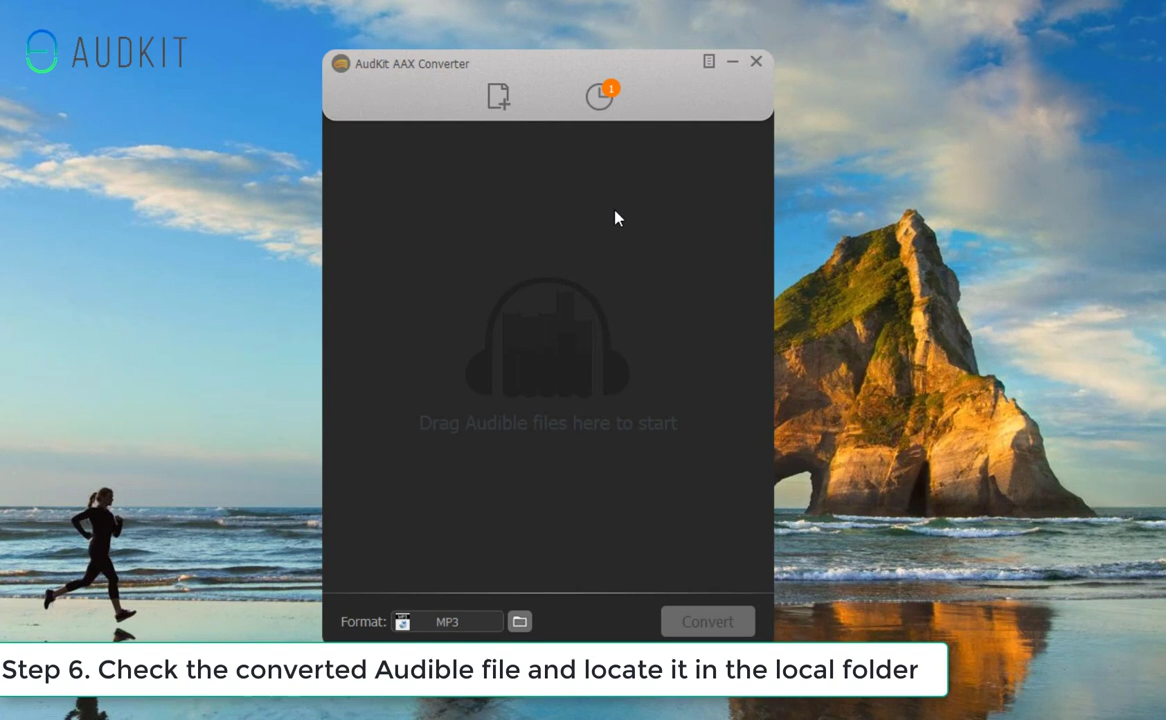 AUDKIT
AudKit AAX Converter
1
Drag Audible files here to start
Format: MP3 Convert
Step 6. Check the converted Audible file and locate it in the local folder